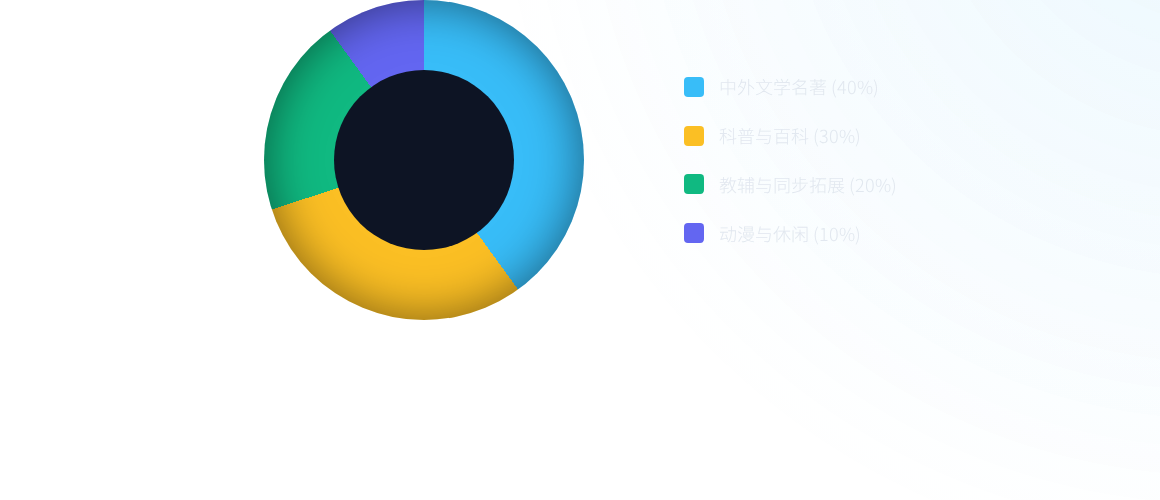 中外文学名著 (40%)
科普与百科 (30%)
教辅与同步拓展 (20%)
动漫与休闲 (10%)